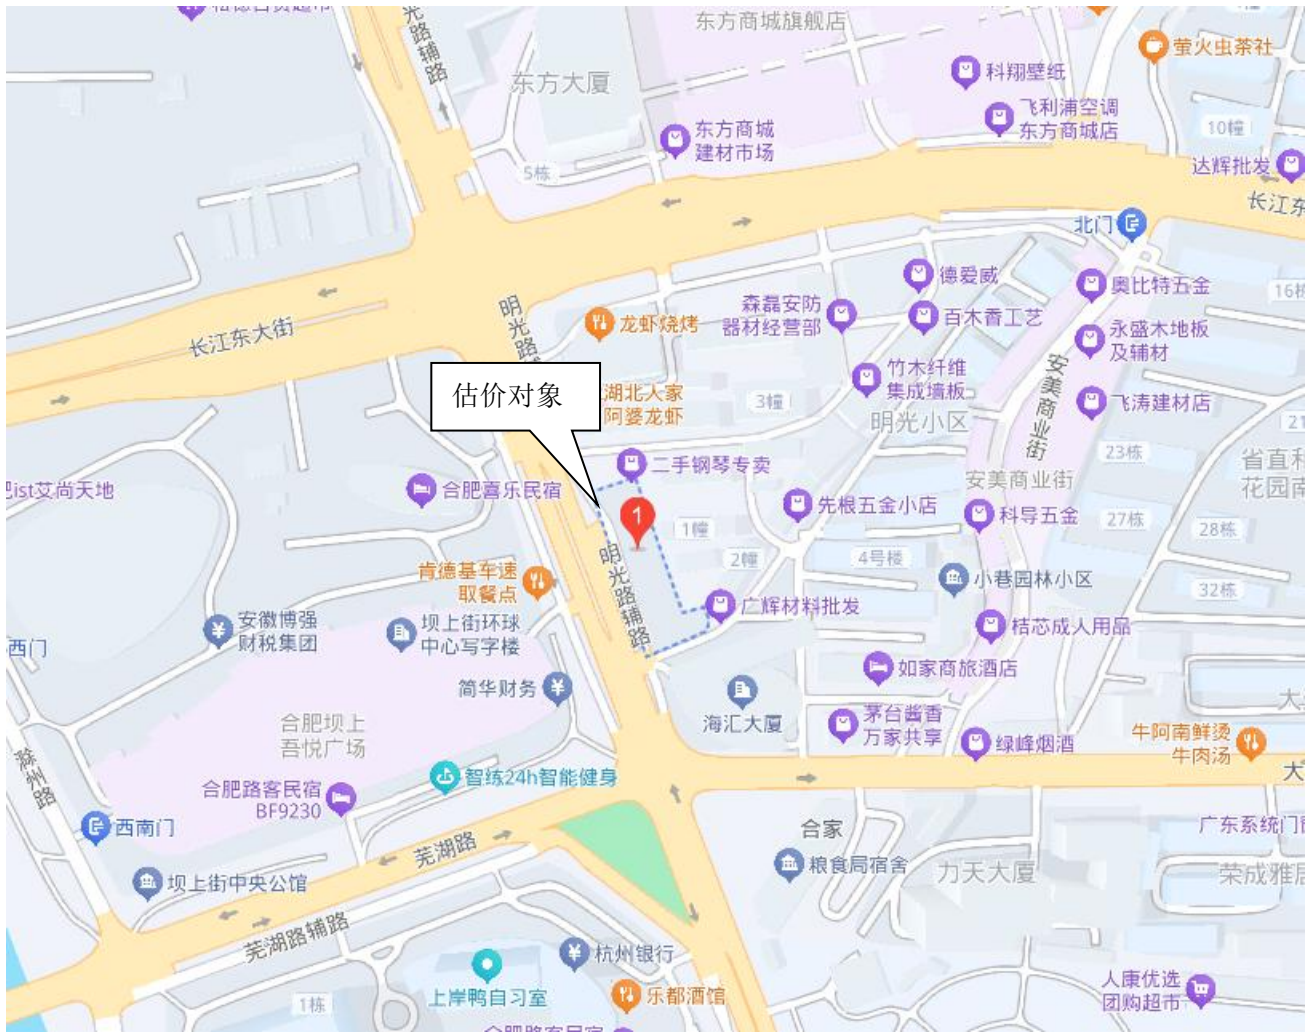 东方商城旗舰店
萤火虫茶社
科翔壁纸
东方大厦
飞利浦空调
东方商城店
10幢
东方商城
建材市场
5栋
达辉批发
长江东
北门
德爱威
奥比特五金
16栋
森磊安防
器材经营部
百木香工艺
永盛木地板
及辅材
龙虾烧烤
长江东大街
明光路
竹木纤维
集成墙板
安美商业街
飞涛建材店
估价对象
湖北人家
阿婆龙虾
3幢
明光小区
21
23栋
二手钢琴专卖
安美商业街
合肥喜乐民宿
ist艾尚天地
先根五金小店
科导五金
27栋
28栋
1
1幢
明光路辅路
2幢
4号楼
小巷园林小区
32栋
肯德基车速
取餐点
安徽博强
财税集团
坝上街环球
中心写字楼
广辉材料批发
桔芯成人用品
西门
简华财务
如家商旅酒店
海汇大厦
茅台酱香
万家共享
绿峰烟酒
牛阿南鲜烫
牛肉汤
合肥坝上
吾悦广场
滁州路
智练24h智能健身
合肥路客民宿
BF9230
大
西南门
芜湖路
合家
粮食局宿舍
力天大厦
广东系统门窗
荣成雅居
坝上街中央公馆
芜湖路辅路
杭州银行
上岸鸭自习室
乐都酒馆
人康优选
团购超市
1栋
合肥路客民宿